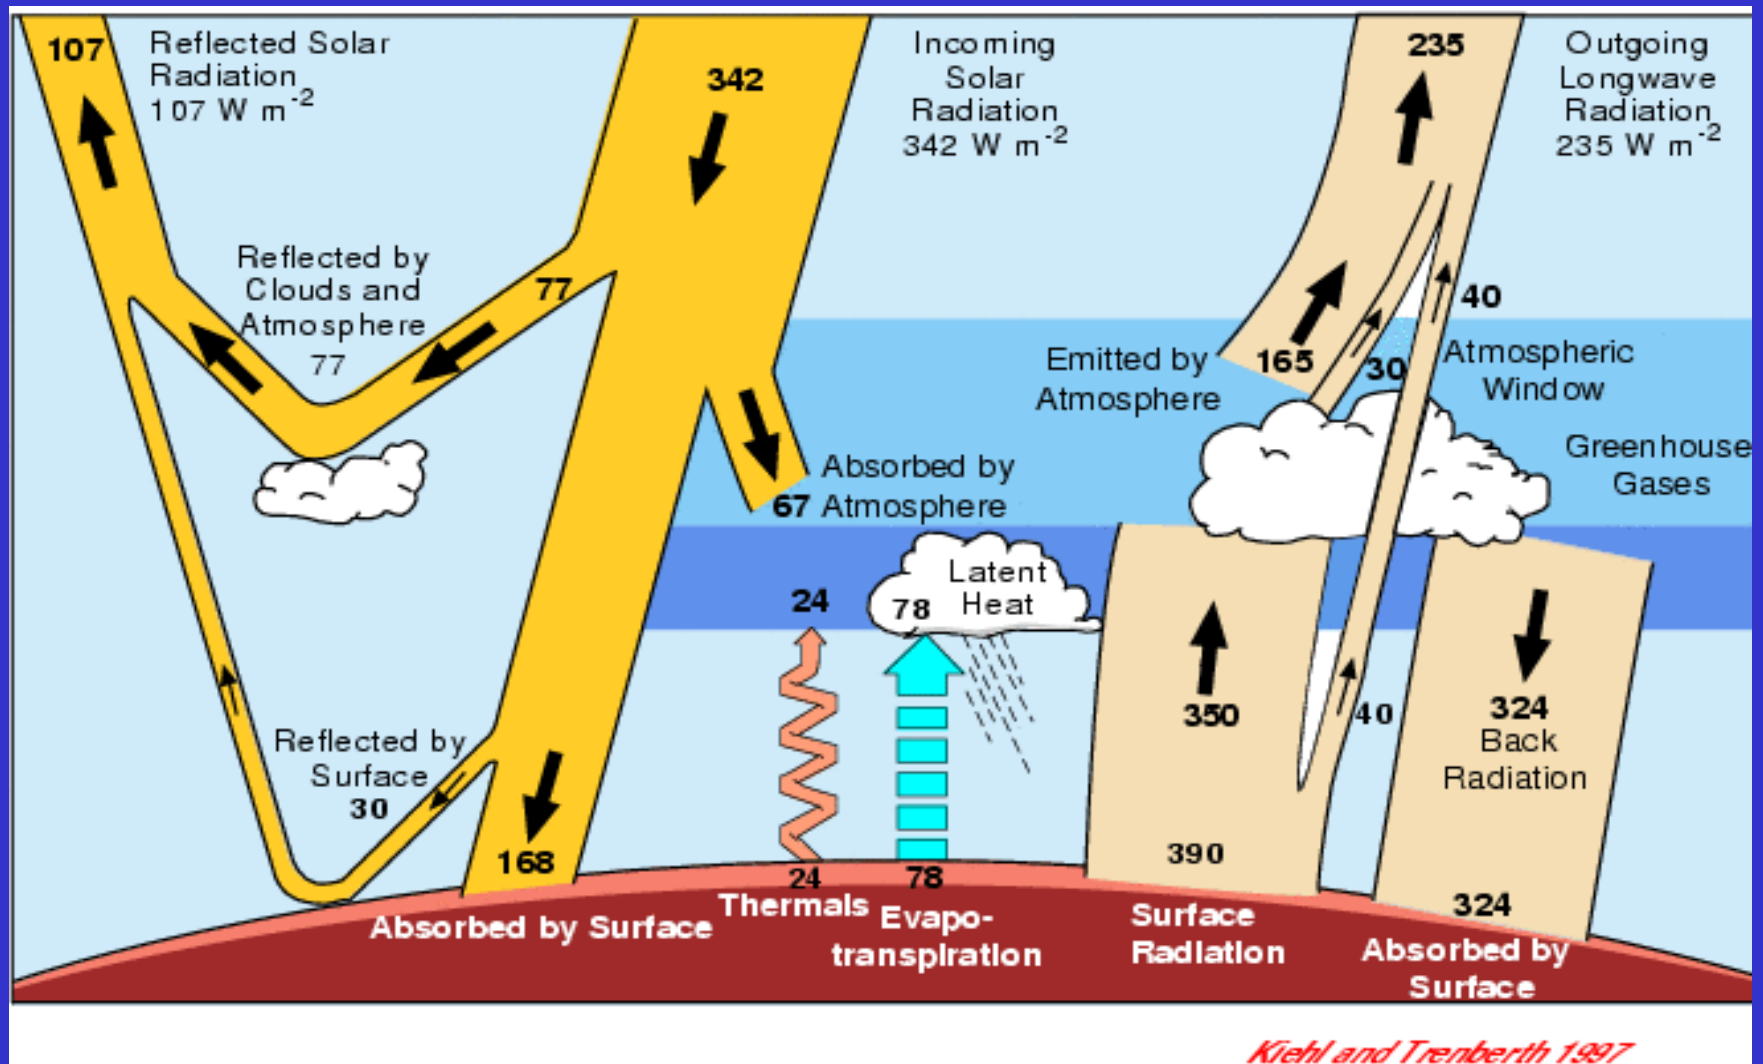 107
Reflected Solar
Radiation
107 W m-2
342
Incoming
Solar
Radiation
342 W m-2
235
Outgoing
Longwave
Radiation
235 W m-2
Reflected by
Clouds and
Atmosphere
77
77
40
Emitted by
Atmosphere
165
30
Atmospheric
Window
Greenhouse
Gases
Absorbed by
67 Atmosphere
Latent
Heat
24
78
350
40
324
Back
Radiation
Reflected by
Surface
30
168
390
24
78
324
Absorbed by Surface
Thermals
Evapo-
transpiration
Surface
Radiation
Absorbed by
Surface
Kiehl and Trenberth 1997